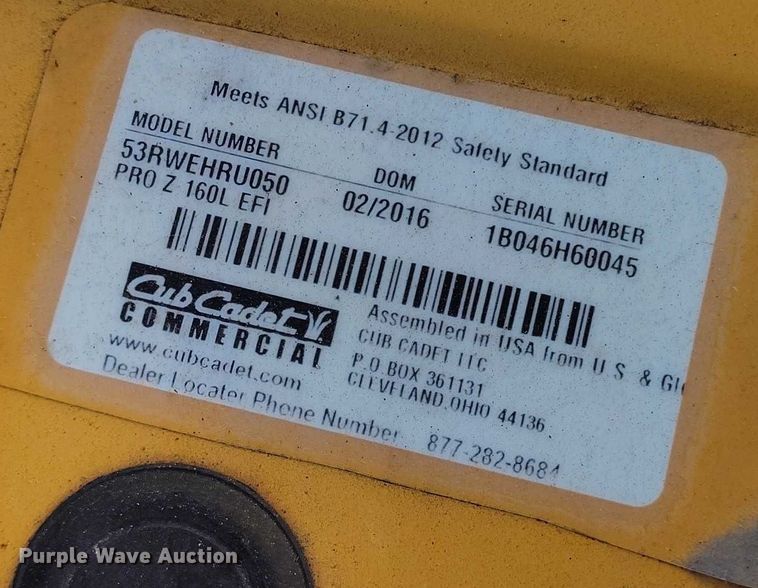 Meets ANSI B71.4-2012 Safety Standard
MODEL NUMBER DOM SERIAL NUMBER
53RWEHRU050 02/2016 1B046H60045
PRO Z 160L EFI
Cub Cadet
COMMERCIAL
www.cubcadet.com
Assembled in USA from U S & Gl
CUB CADET LLC
P.O.BOX 361131
CLEVELAND,OHIO 44136
Dealer Locater Phone Number 877-282-8684
Purple Wave Auction